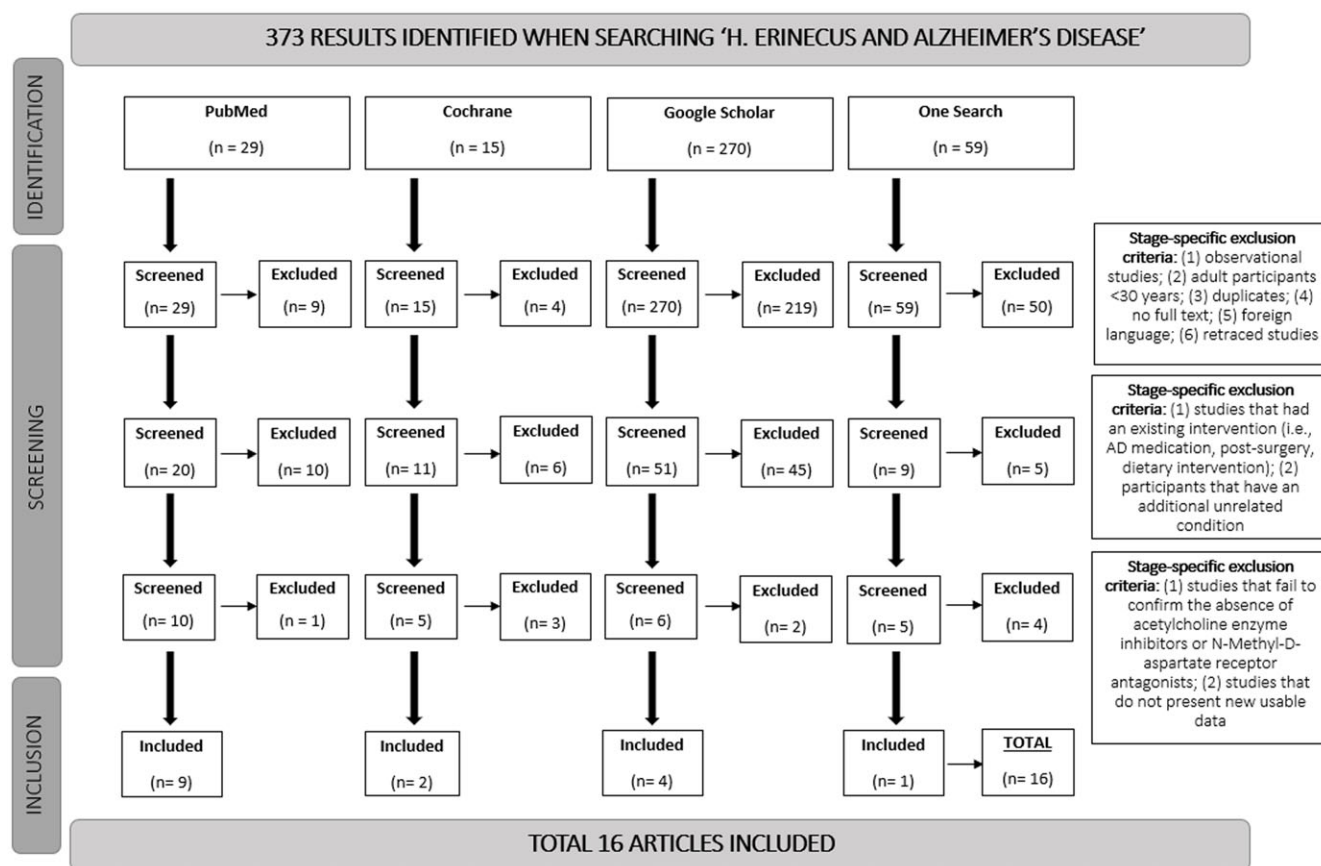 373 RESULTS IDENTIFIED WHEN SEARCHING ‘H. ERINECUS AND ALZHEIMER’S DISEASE’
IDENTIFICATION
PubMed
(n = 29)
Cochrane
(n = 15)
Google Scholar
(n = 270)
One Search
(n = 59)
SCREENING
Screened
(n= 29)
Excluded
(n= 9)
Screened
(n= 15)
Excluded
(n= 4)
Screened
(n= 270)
Excluded
(n= 219)
Screened
(n= 59)
Excluded
(n= 50)
Stage-specific exclusion
criteria: (1) observational
studies; (2) adult participants
<30 years; (3) duplicates; (4)
no full text; (5) foreign
language; (6) retraced studies
Screened
(n= 20)
Excluded
(n= 10)
Screened
(n= 11)
Excluded
(n= 6)
Screened
(n= 51)
Excluded
(n= 45)
Screened
(n= 9)
Excluded
(n= 5)
Stage-specific exclusion
criteria: (1) studies that had
an existing intervention (i.e.,
AD medication, post-surgery,
dietary intervention); (2)
participants that have an
additional unrelated
condition
Screened
(n= 10)
Excluded
(n = 1)
Screened
(n= 5)
Excluded
(n= 3)
Screened
(n= 6)
Excluded
(n= 2)
Screened
(n= 5)
Excluded
(n= 4)
Stage-specific exclusion
criteria: (1) studies that fail to
confirm the absence of
acetylcholine enzyme
inhibitors or N-Methyl-D-
aspartate receptor
antagonists; (2) studies that
do not present new usable
data
INCLUSION
Included
(n= 9)
Included
(n= 2)
Included
(n= 4)
Included
(n= 1)
TOTAL
(n= 16)
TOTAL 16 ARTICLES INCLUDED